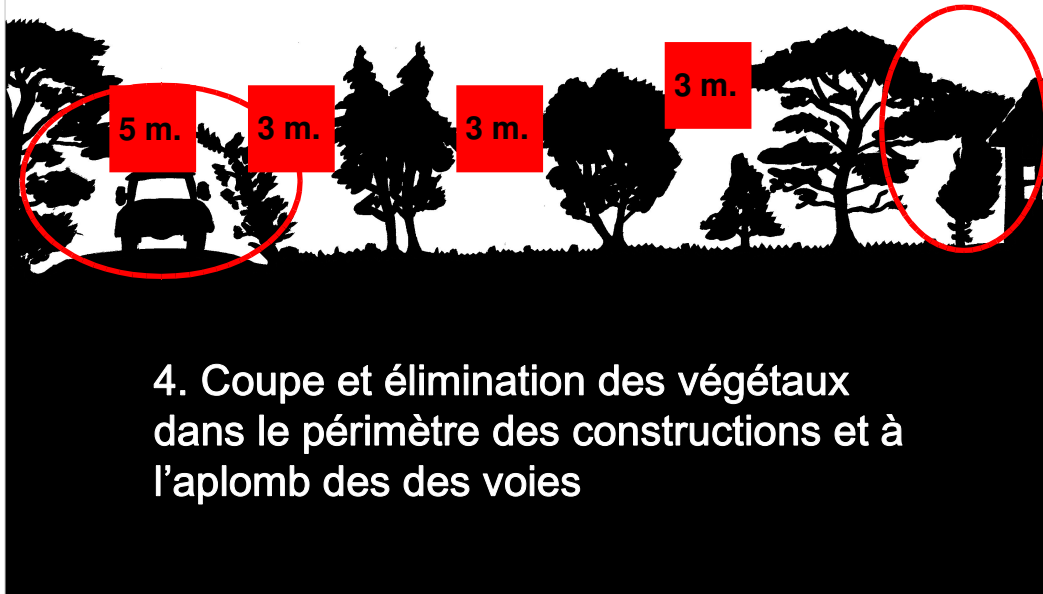 5 m.
3 m.
3 m.
3 m.
4. Coupe et élimination des végétaux
dans le périmètre des constructions et à
l’aplomb des des voies